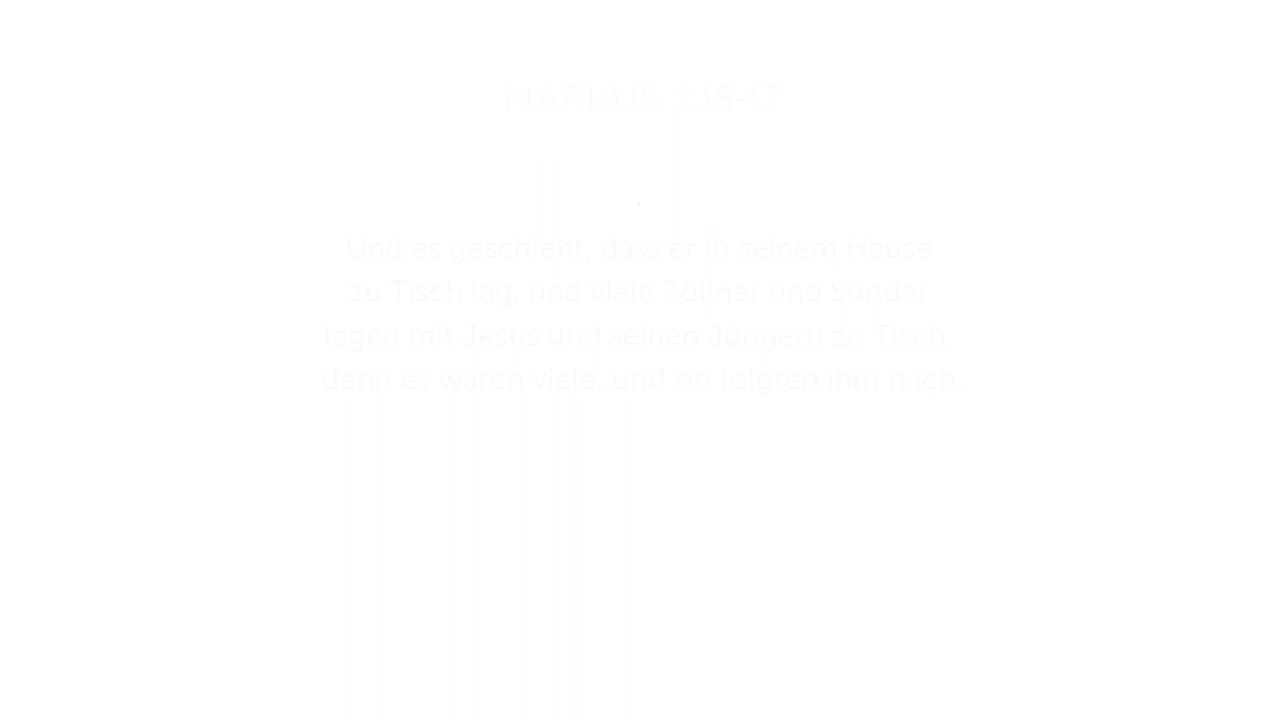 MARKUS 2,15-17
Und es geschieht, dass er in seinem Hause
zu Tisch lag, und viele Zöllner und Sünder
lagen mit Jesus und seinen Jüngern zu Tisch,
denn es waren viele, und sie folgten ihm nach.